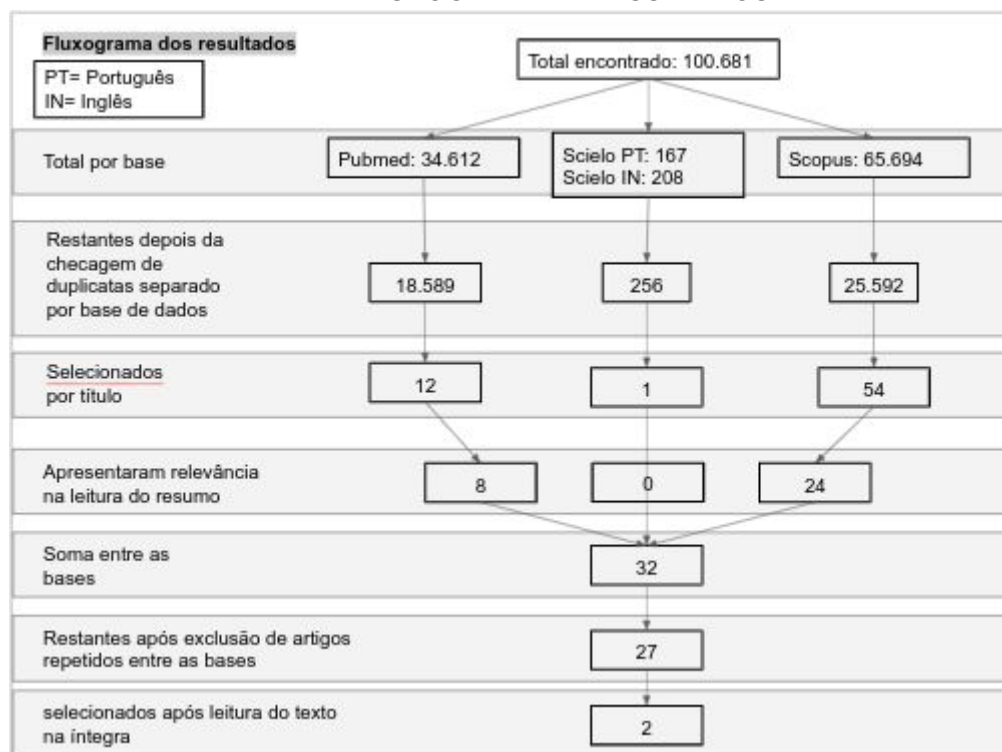 Fluxograma dos resultados
PT= Português
IN= Inglês
Total encontrado: 100.681
Total por base
Pubmed: 34.612
Scielo PT: 167
Scielo IN: 208
Scopus: 65.694
Restantes depois da
checagem de
duplicatas separado
por base de dados
18.589
256
25.592
Selecionados
por título
12
1
54
Apresentaram relevância
na leitura do resumo
8
0
24
Soma entre as
bases
32
Restantes após exclusão de artigos
repetidos entre as bases
27
selecionados após leitura do texto
na íntegra
2